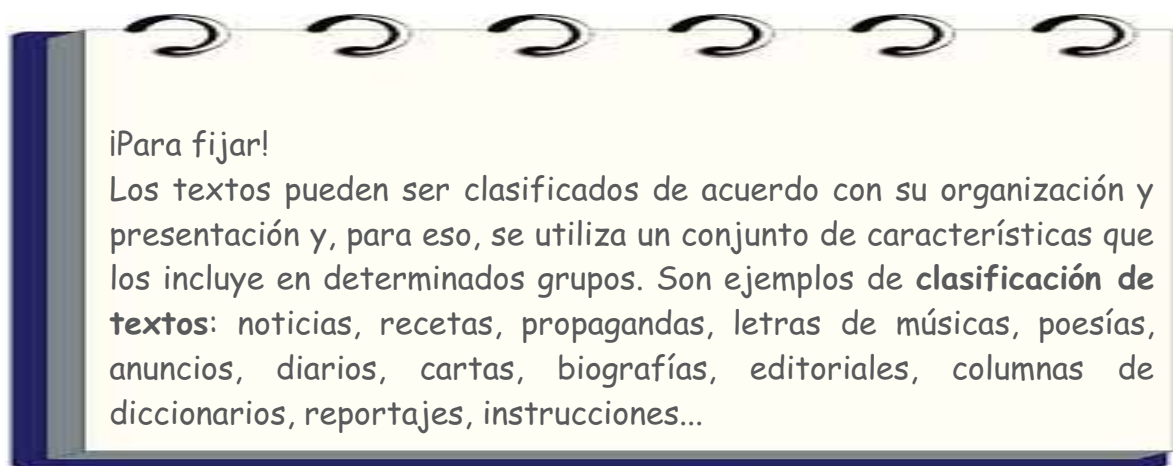 ¡Para fijar!
Los textos pueden ser clasificados de acuerdo con su organización y
presentación y, para eso, se utiliza un conjunto de características que
los incluye en determinados grupos. Son ejemplos de clasificación de
textos: noticias, recetas, propagandas, letras de músicas, poesías,
anuncios, diarios, cartas, biografías, editoriales, columnas de
diccionarios, reportajes, instrucciones...